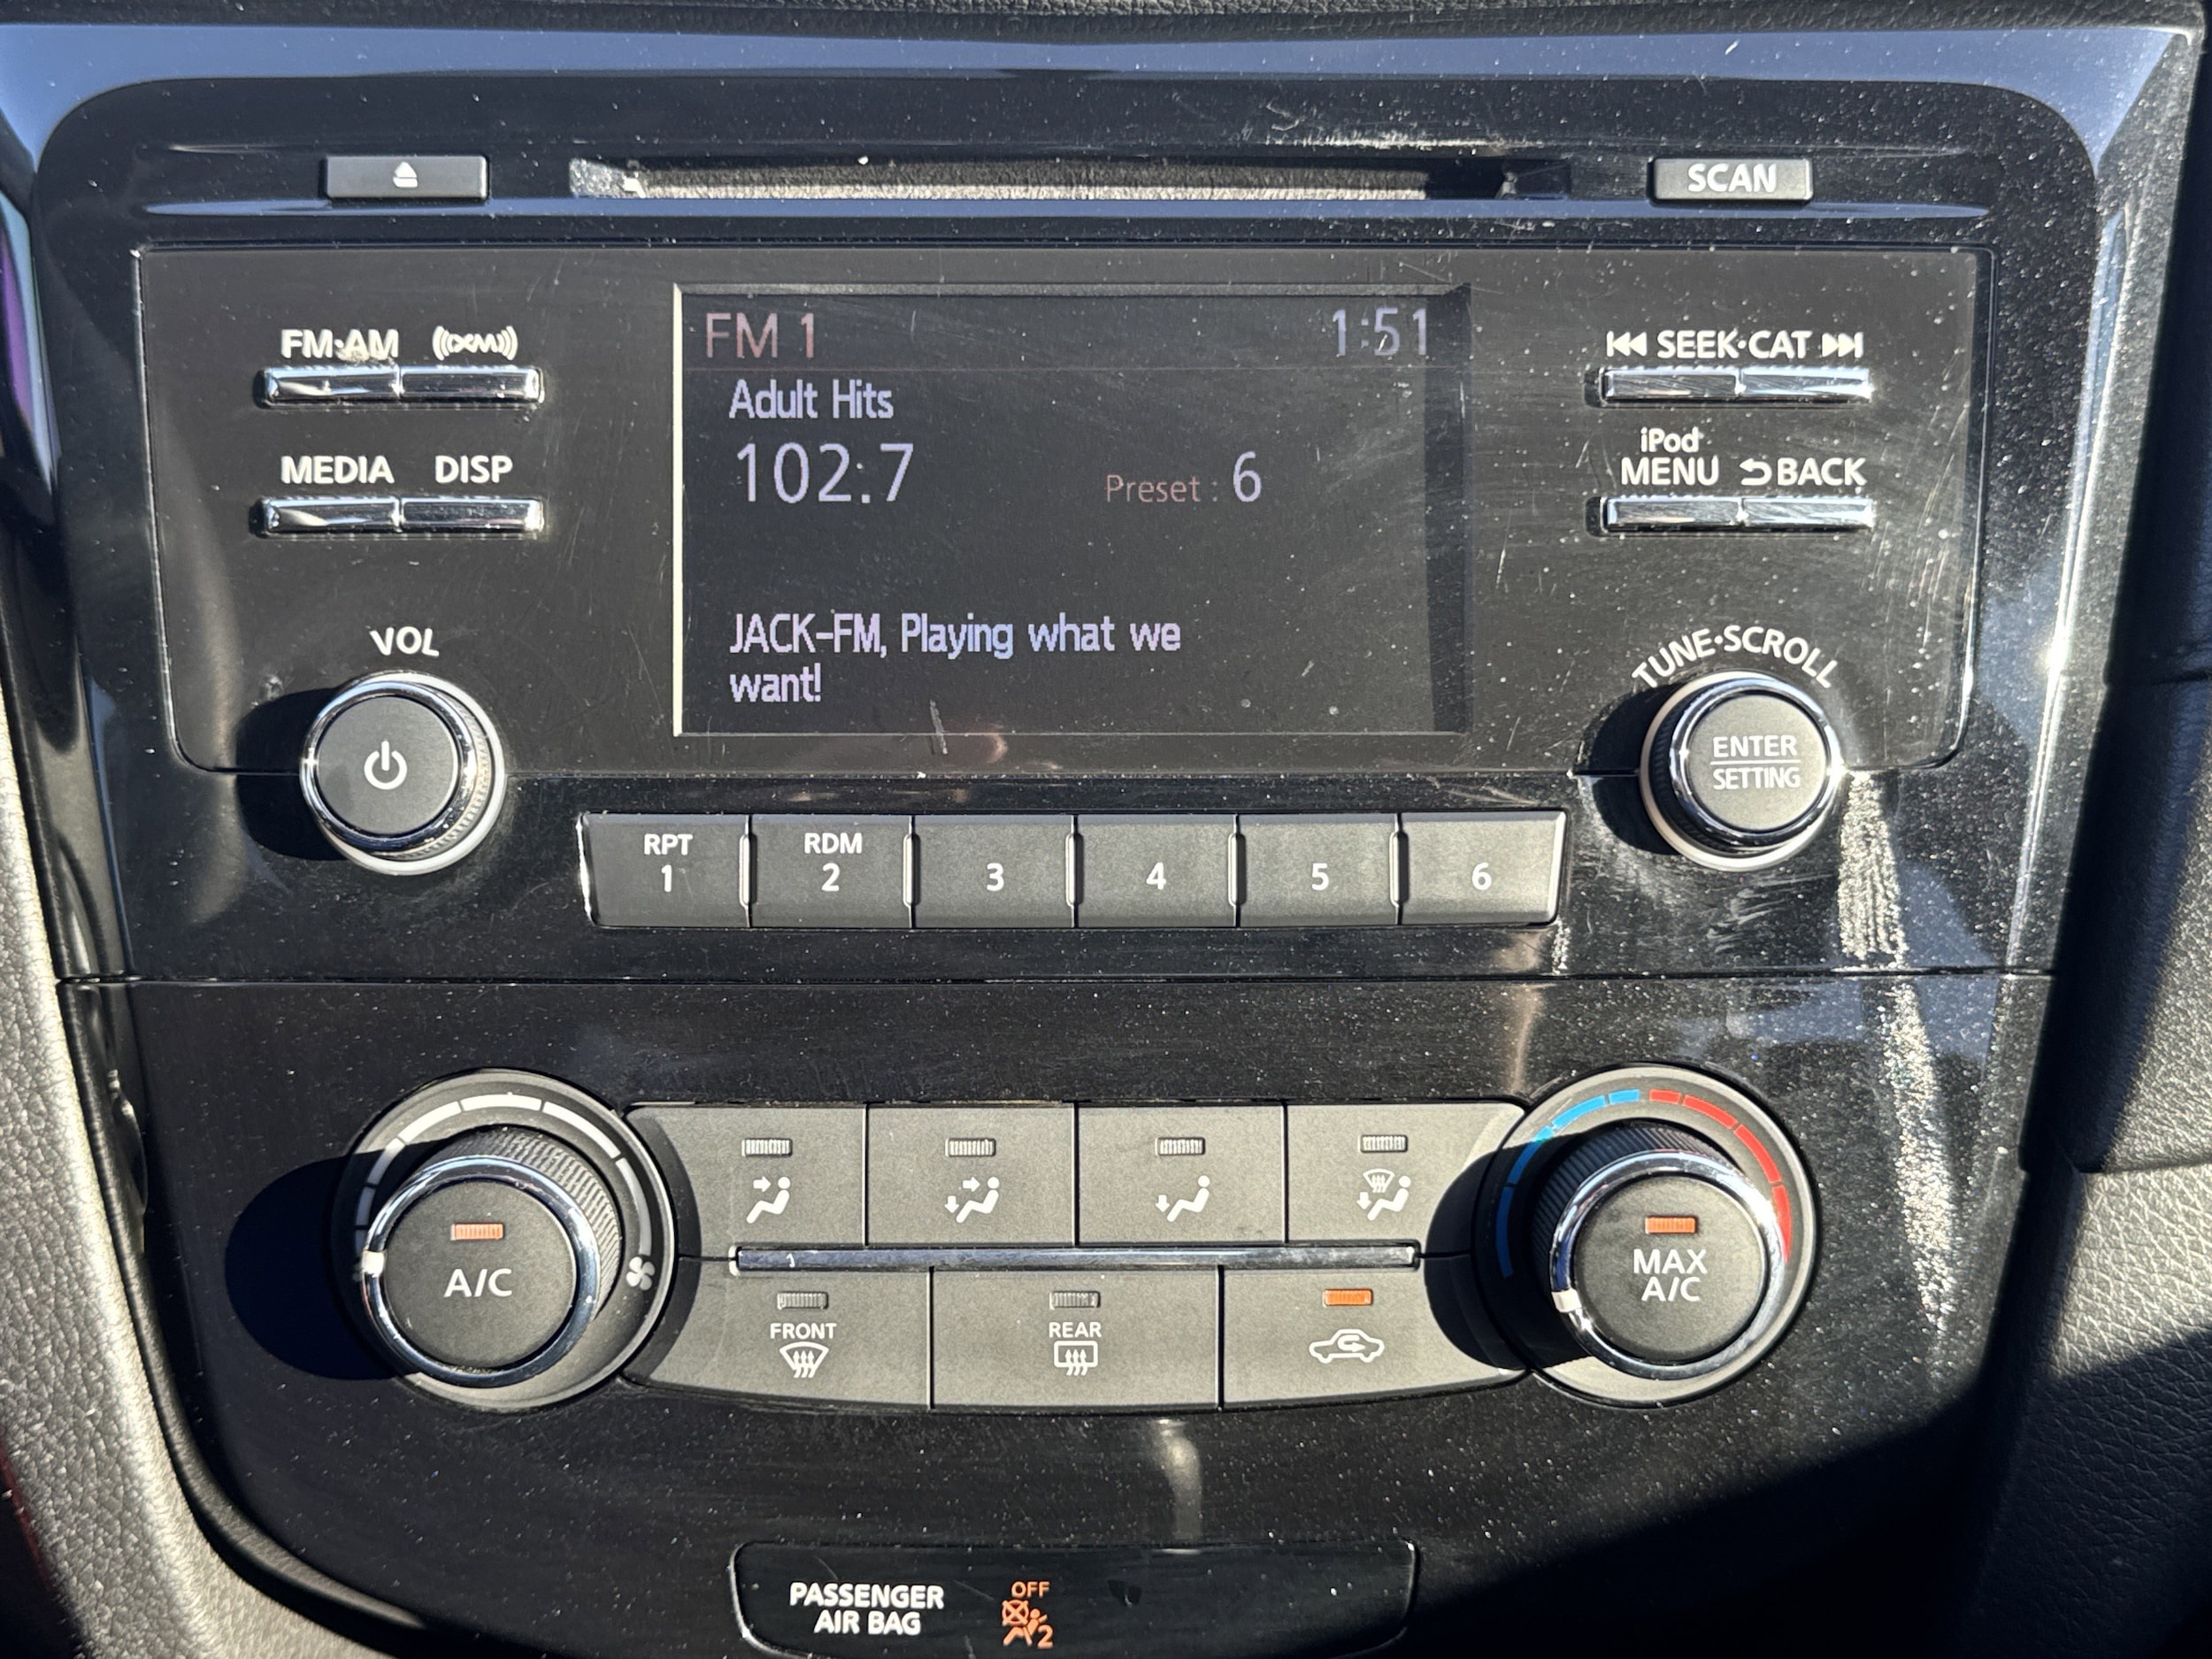 SCAN
FM·AM XM
FM 1 1:51
SEEK·CAT
Adult Hits
102.7 Preset : 6
iPod
MEDIA DISP
MENU BACK
JACK-FM, Playing what we
want!
VOL
TUNE·SCROLL
ENTER
SETTING
RPT RDM
1 2 3 4 5 6
A/C
MAX
A/C
FRONT REAR
PASSENGER
AIR BAG
OFF
2